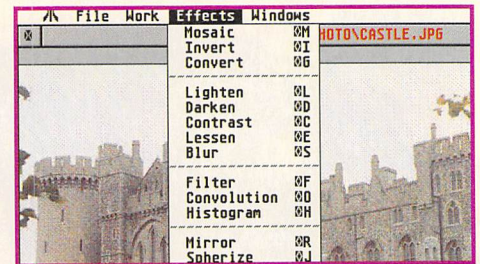 File Work Effects Windows
HOTO\CASTLE.JPG
Mosaic ◆M
Invert ◆I
Convert ◆G
Lighten ◆L
Darken ◆D
Contrast ◆C
Lessen ◆E
Blur ◆S
Filter ◆F
Convolution ◆O
Histogram ◆H
Mirror ◆R
Spherize ◆J